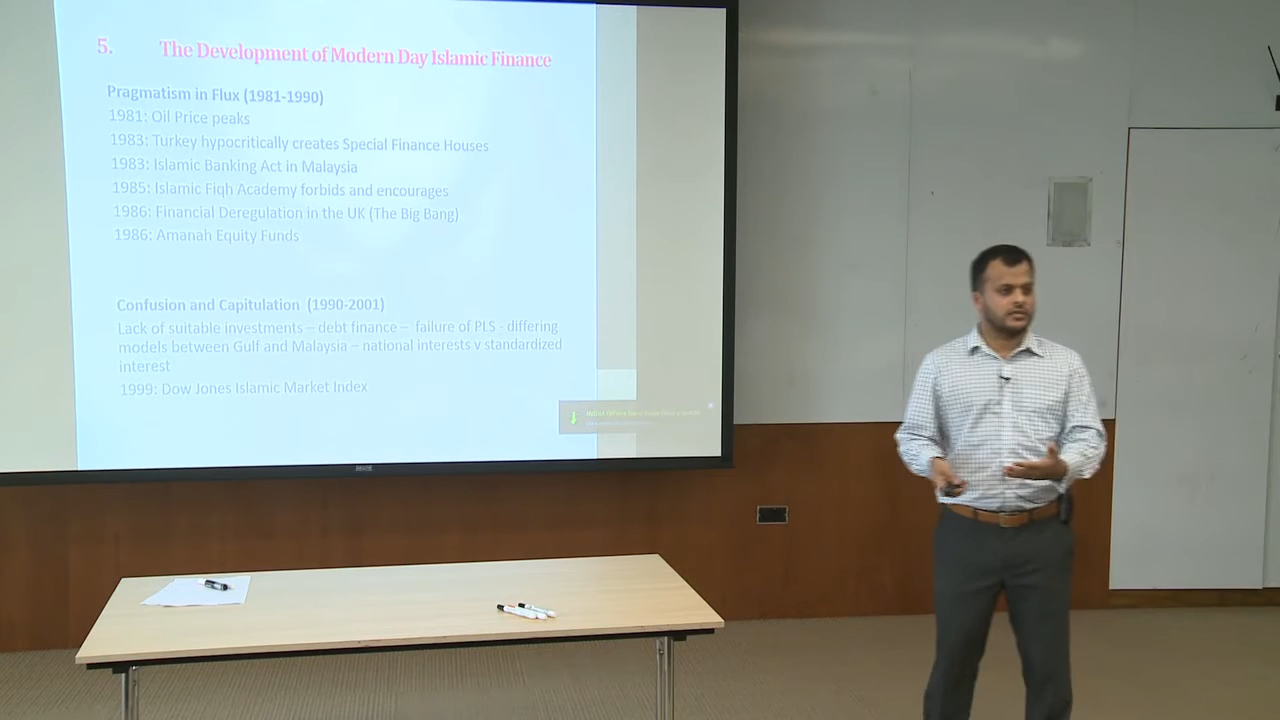 5. The Development of Modern Day Islamic Finance
Pragmatism in Flux (1981-1990)
1981: Oil Price peaks
1983: Turkey hypocritically creates Special Finance Houses
1983: Islamic Banking Act in Malaysia
1985: Islamic Fiqh Academy forbids and encourages
1986: Financial Deregulation in the UK (The Big Bang)
1986: Amanah Equity Funds
Confusion and Capitulation (1990-2001)
Lack of suitable investments – debt finance – failure of PLS - differing
models between Gulf and Malaysia – national interests v standardized
interest
1999: Dow Jones Islamic Market Index